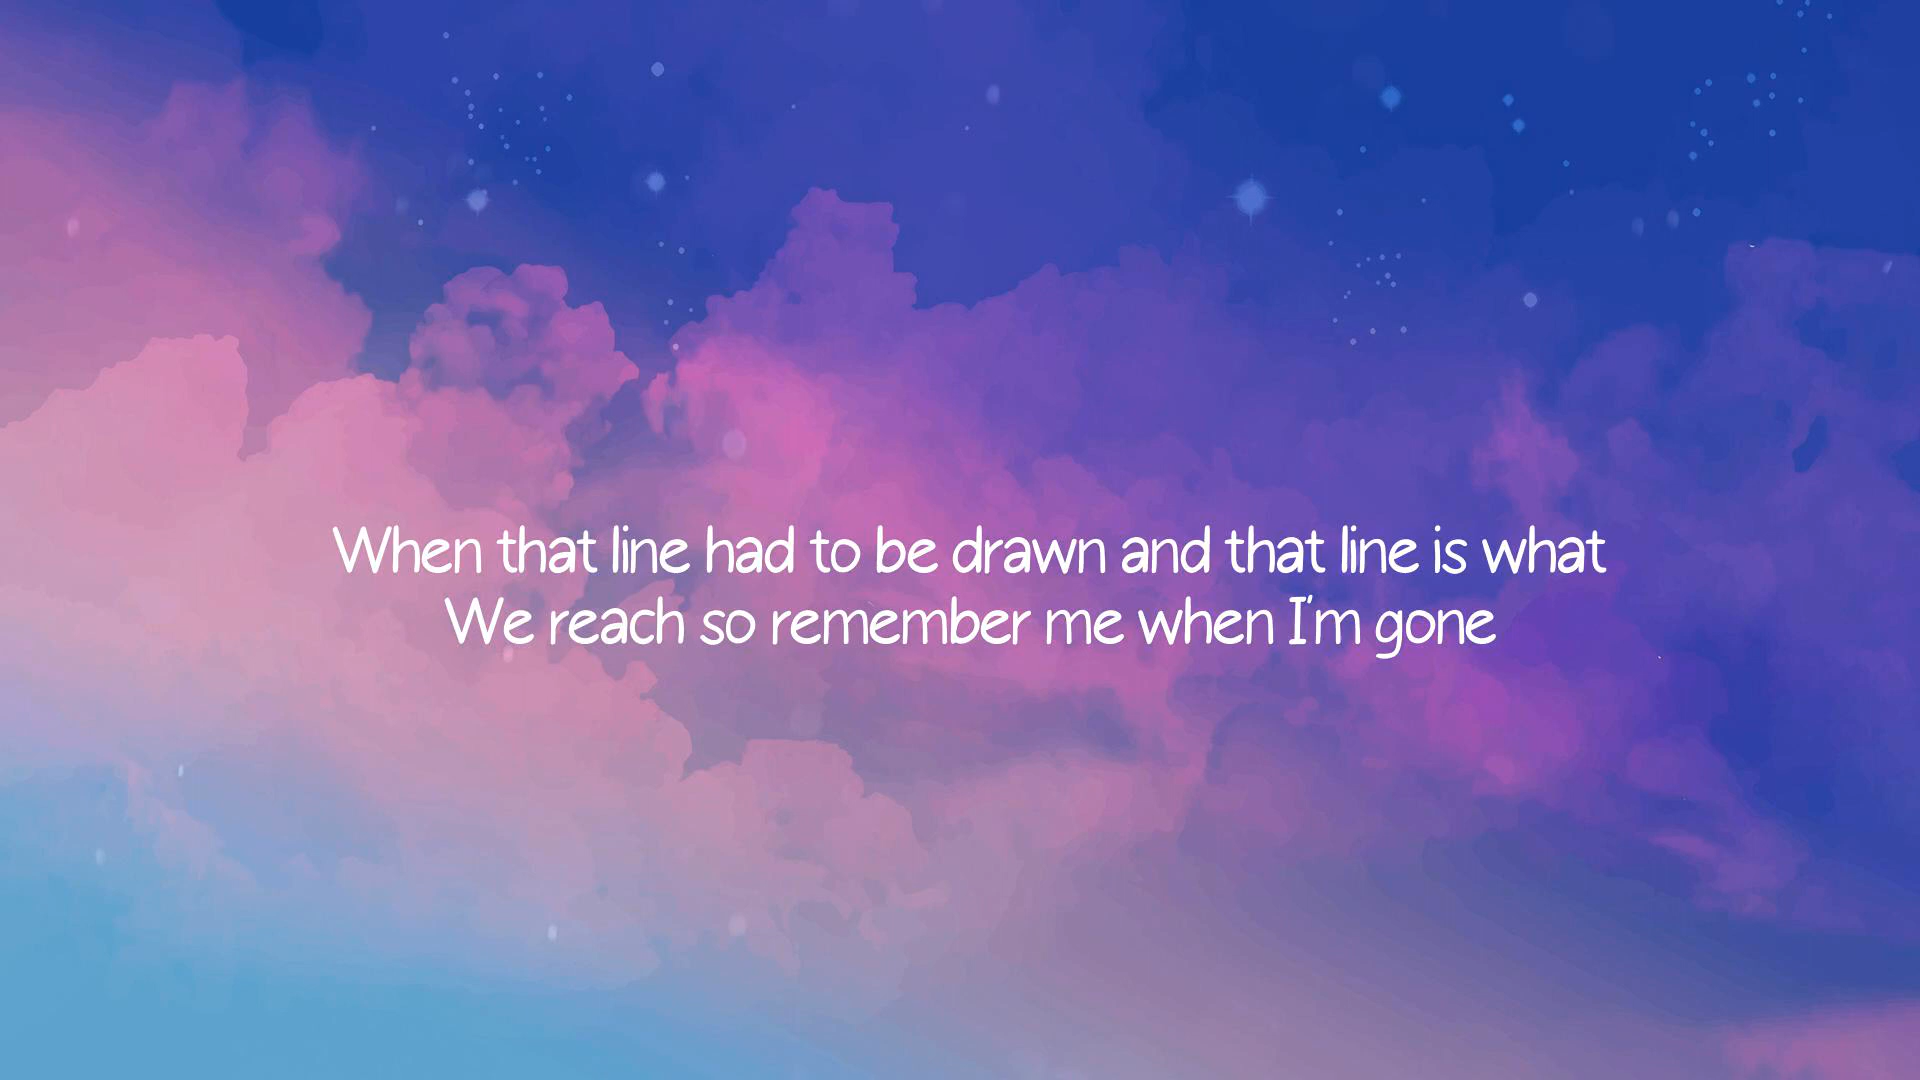 When that line had to be drawn and that line is what
We reach so remember me when I'm gone